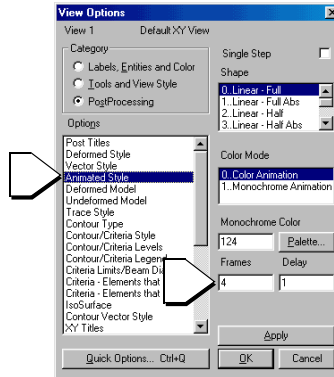 View Options
View 1 Default XY View
Category
Labels, Entities and Color
Tools and View Style
PostProcessing
Options
Post Titles
Deformed Style
Vector Style
Animated Style
Deformed Model
Undeformed Model
Trace Style
Contour Type
Contour/Criteria Style
Contour/Criteria Levels
Contour/Criteria Legend
Criteria Limits/Beam Dia
Criteria - Elements that
Criteria - Elements that
IsoSurface
Contour Vector Style
XY Titles
Quick Options... Ctrl+Q
Single Step
Shape
0..Linear - Full
1..Linear - Full Abs
2..Linear - Half
3..Linear - Half Abs
Color Mode
0..Color Animation
1..Monochrome Animation
Monochrome Color
124 Palette...
Frames Delay
4 1
Apply
OK Cancel